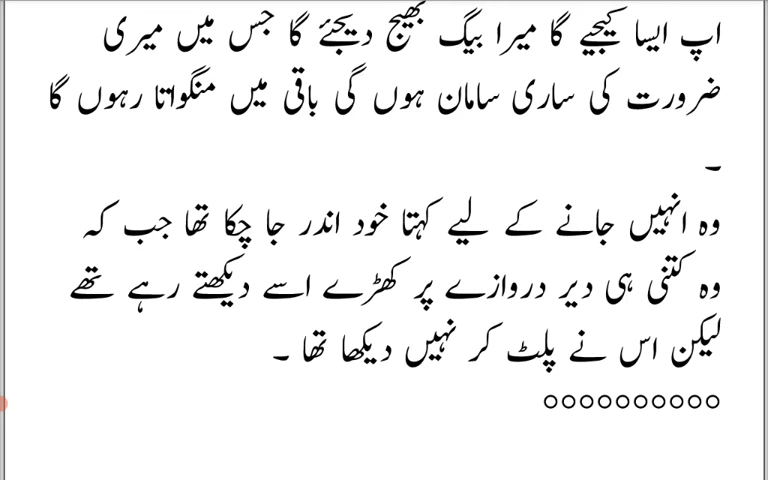 اپ ایسا کیجیے گا میرا بیگ بھیج دیجئے گا جس میں میری
ضرورت کی ساری سامان ہوں گی باقی میں منگواتا رہوں گا
۔
وہ انہیں جانے کے لیے کہتا خود اندر جا چکا تھا جب کہ
وہ کتنی ہی دیر دروازے پر کھڑے اسے دیکھتے رہے تھے
لیکن اس نے پلٹ کر نہیں دیکھا تھا ۔
○○○○○○○○○○